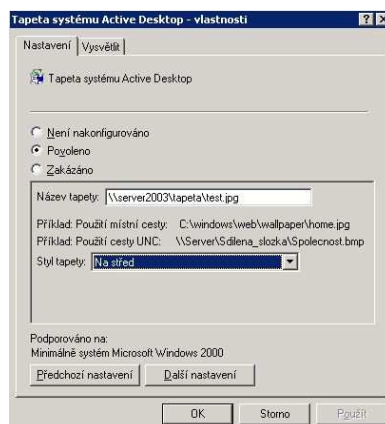 Tapeta systému Active Desktop - vlastnosti
Nastavení Vysvětlit
Tapeta systému Active Desktop
Není nakonfigurováno
Povoleno
Zakázáno
Název tapety: \\server2003\tapeta\test.jpg
Příklad: Použití místní cesty: C:\windows\web\wallpaper\home.jpg
Příklad: Použití cesty UNC: \\Server\Sdilena_slozka\Spolecnost.bmp
Styl tapety: Na střed
Podporováno na:
Minimálně systém Microsoft Windows 2000
Předchozí nastavení Další nastavení
OK Storno Použít